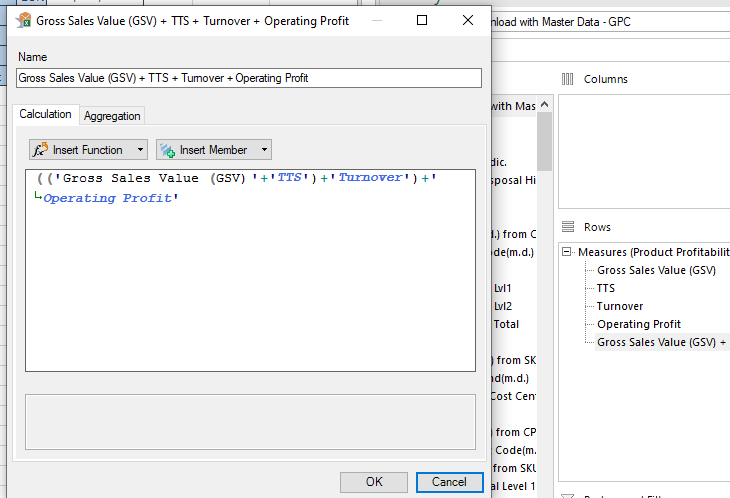 Gross Sales Value (GSV) + TTS + Turnover + Operating Profit
nload with Master Data - GPC
Name
Gross Sales Value (GSV) + TTS + Turnover + Operating Profit
Columns
Calculation
Aggregation
with Mas
Insert Function
Insert Member
dic.
sposal Hi
(('Gross Sales Value (GSV)'+'TTS')+'Turnover')+'
Operating Profit'
Rows
d.) from C
ode(m.d.)
Measures (Product Profitabilit
Gross Sales Value (GSV)
Lvl1
TTS
Lvl2
Turnover
Total
Operating Profit
Gross Sales Value (GSV) +
) from SK
nd(m.d.)
Cost Cen
) from CP
Code(m.
from SKU
al Level 1
OK
Cancel